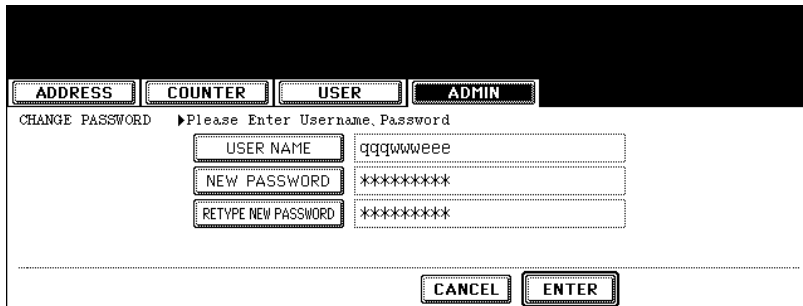 ADDRESS COUNTER USER ADMIN
CHANGE PASSWORD ▶Please Enter Username, Password
USER NAME qqqwwweee
NEW PASSWORD *********
RETYPE NEW PASSWORD *********
CANCEL ENTER